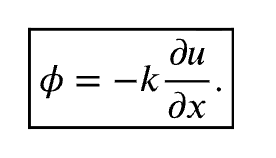 ϕ = −k ∂u/∂x.